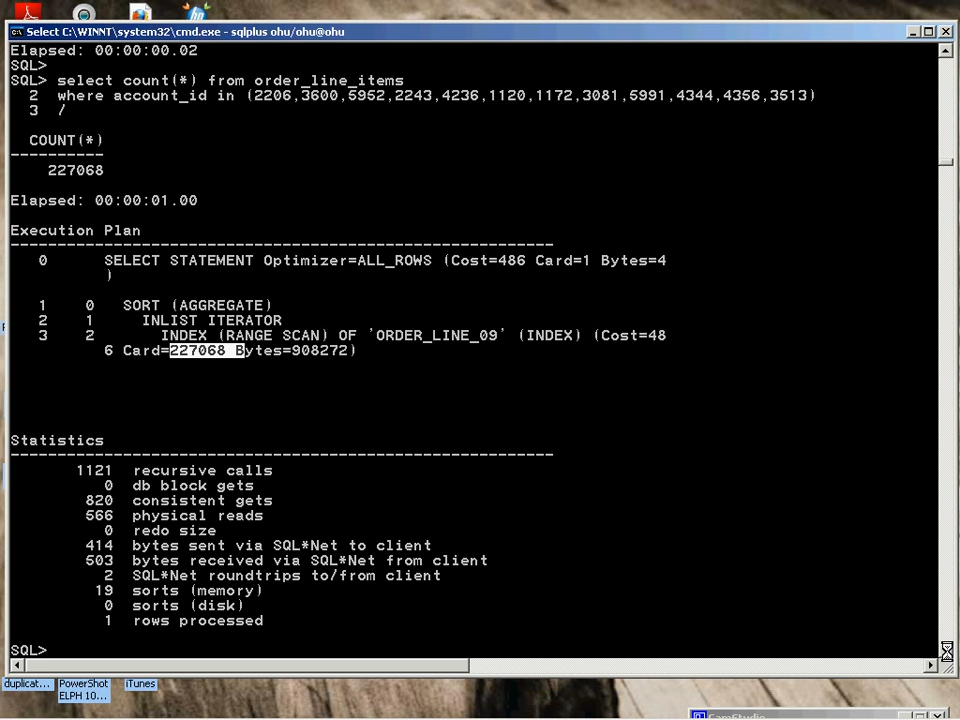 Select C:\WINNT\system32\cmd.exe - sqlplus ohu/ohu@ohu
Elapsed: 00:00:00.02
SQL>
SQL> select count(*) from order_line_items
  2  where account_id in (2206,3600,5952,2243,4236,1120,1172,3081,5991,4344,4356,3513)
  3  /
  COUNT(*)
----------
    227068
Elapsed: 00:00:01.00
Execution Plan
----------------------------------------------------------
   0      SELECT STATEMENT Optimizer=ALL_ROWS (Cost=486 Card=1 Bytes=4
          )
   1    0   SORT (AGGREGATE)
   2    1     INLIST ITERATOR
   3    2       INDEX (RANGE SCAN) OF 'ORDER_LINE_09' (INDEX) (Cost=48
          6 Card=227068 Bytes=908272)
Statistics
----------------------------------------------------------
       1121  recursive calls
          0  db block gets
        820  consistent gets
        566  physical reads
          0  redo size
        414  bytes sent via SQL*Net to client
        503  bytes received via SQL*Net from client
          2  SQL*Net roundtrips to/from client
         19  sorts (memory)
          0  sorts (disk)
          1  rows processed
SQL>
duplicat... PowerShot iTunes
ELPH 10...
CamStudio